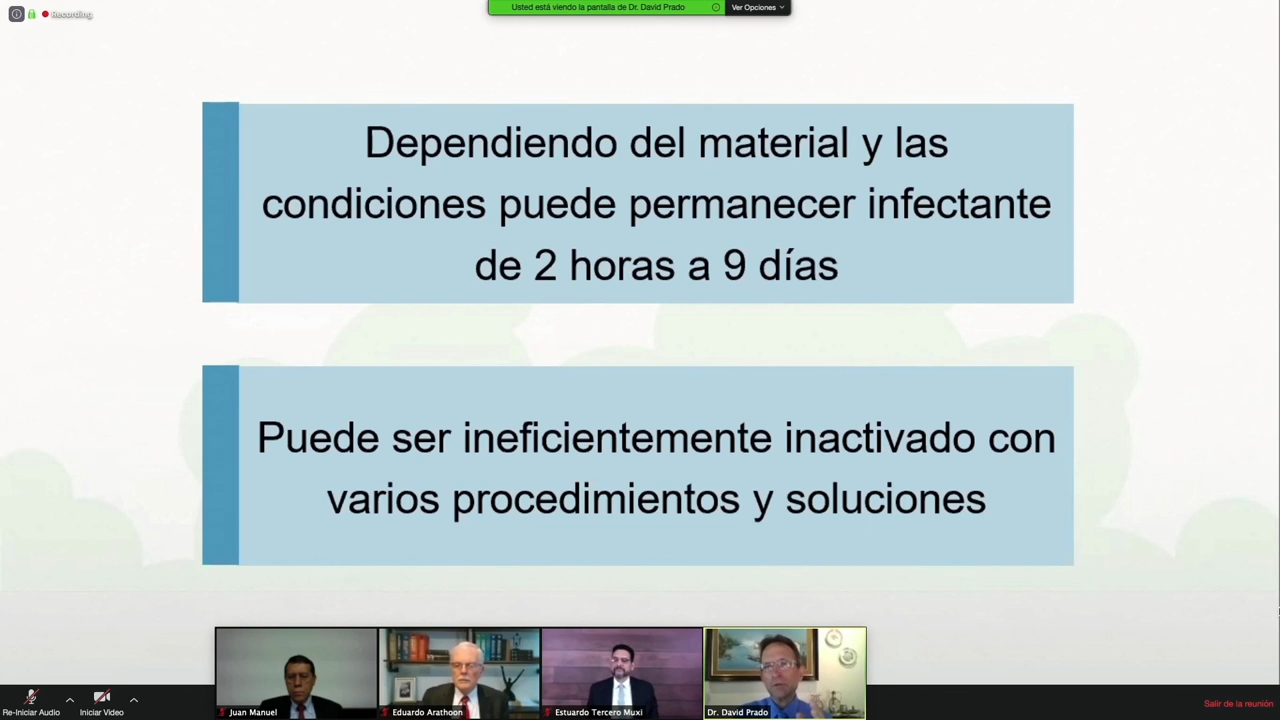 Recording
Usted está viendo la pantalla de Dr. David Prado
Ver Opciones
Dependiendo del material y las
condiciones puede permanecer infectante
de 2 horas a 9 días
Puede ser ineficientemente inactivado con
varios procedimientos y soluciones
Juan Manuel
Eduardo Arathoon
Estuardo Tercero Muxi
Dr. David Prado
Re-Iniciar Audio
Iniciar Video
Salir de la reunión